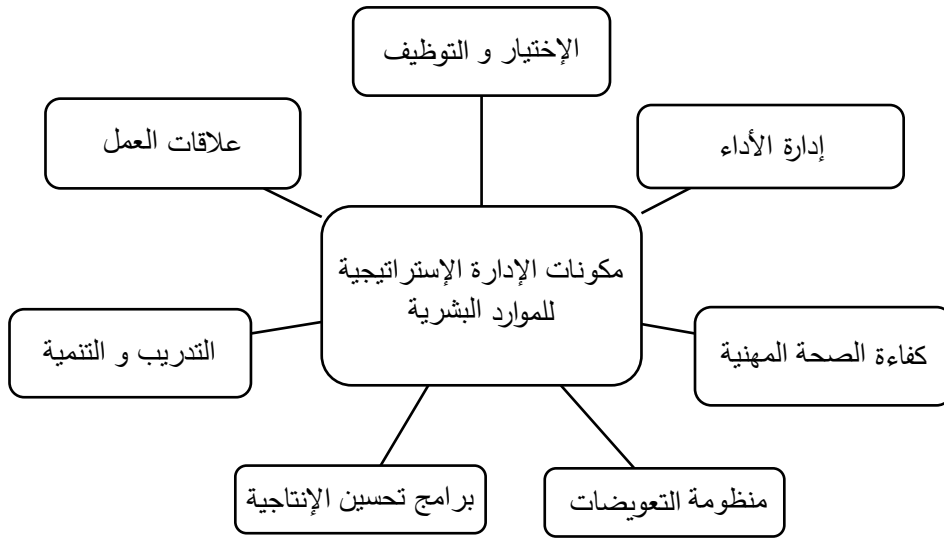 الإختيار و التوظيف
إدارة الأداء
علاقات العمل
مكونات الإدارة الإستراتيجية
للموارد البشرية
كفاءة الصحة المهنية
التدريب و التنمية
منظومة التعويضات
برامج تحسين الإنتاجية